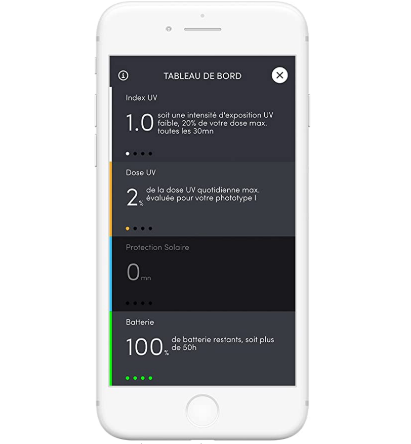 TABLEAU DE BORD
Index UV
1.0 soit une intensité d'exposition UV
faible, 20% de votre dose max.
toutes les 30mn
Dose UV
2% de la dose UV quotidienne max.
évaluée pour votre phototype I
Protection Solaire
0 mn
Batterie
100% de batterie restants, soit plus
de 50h